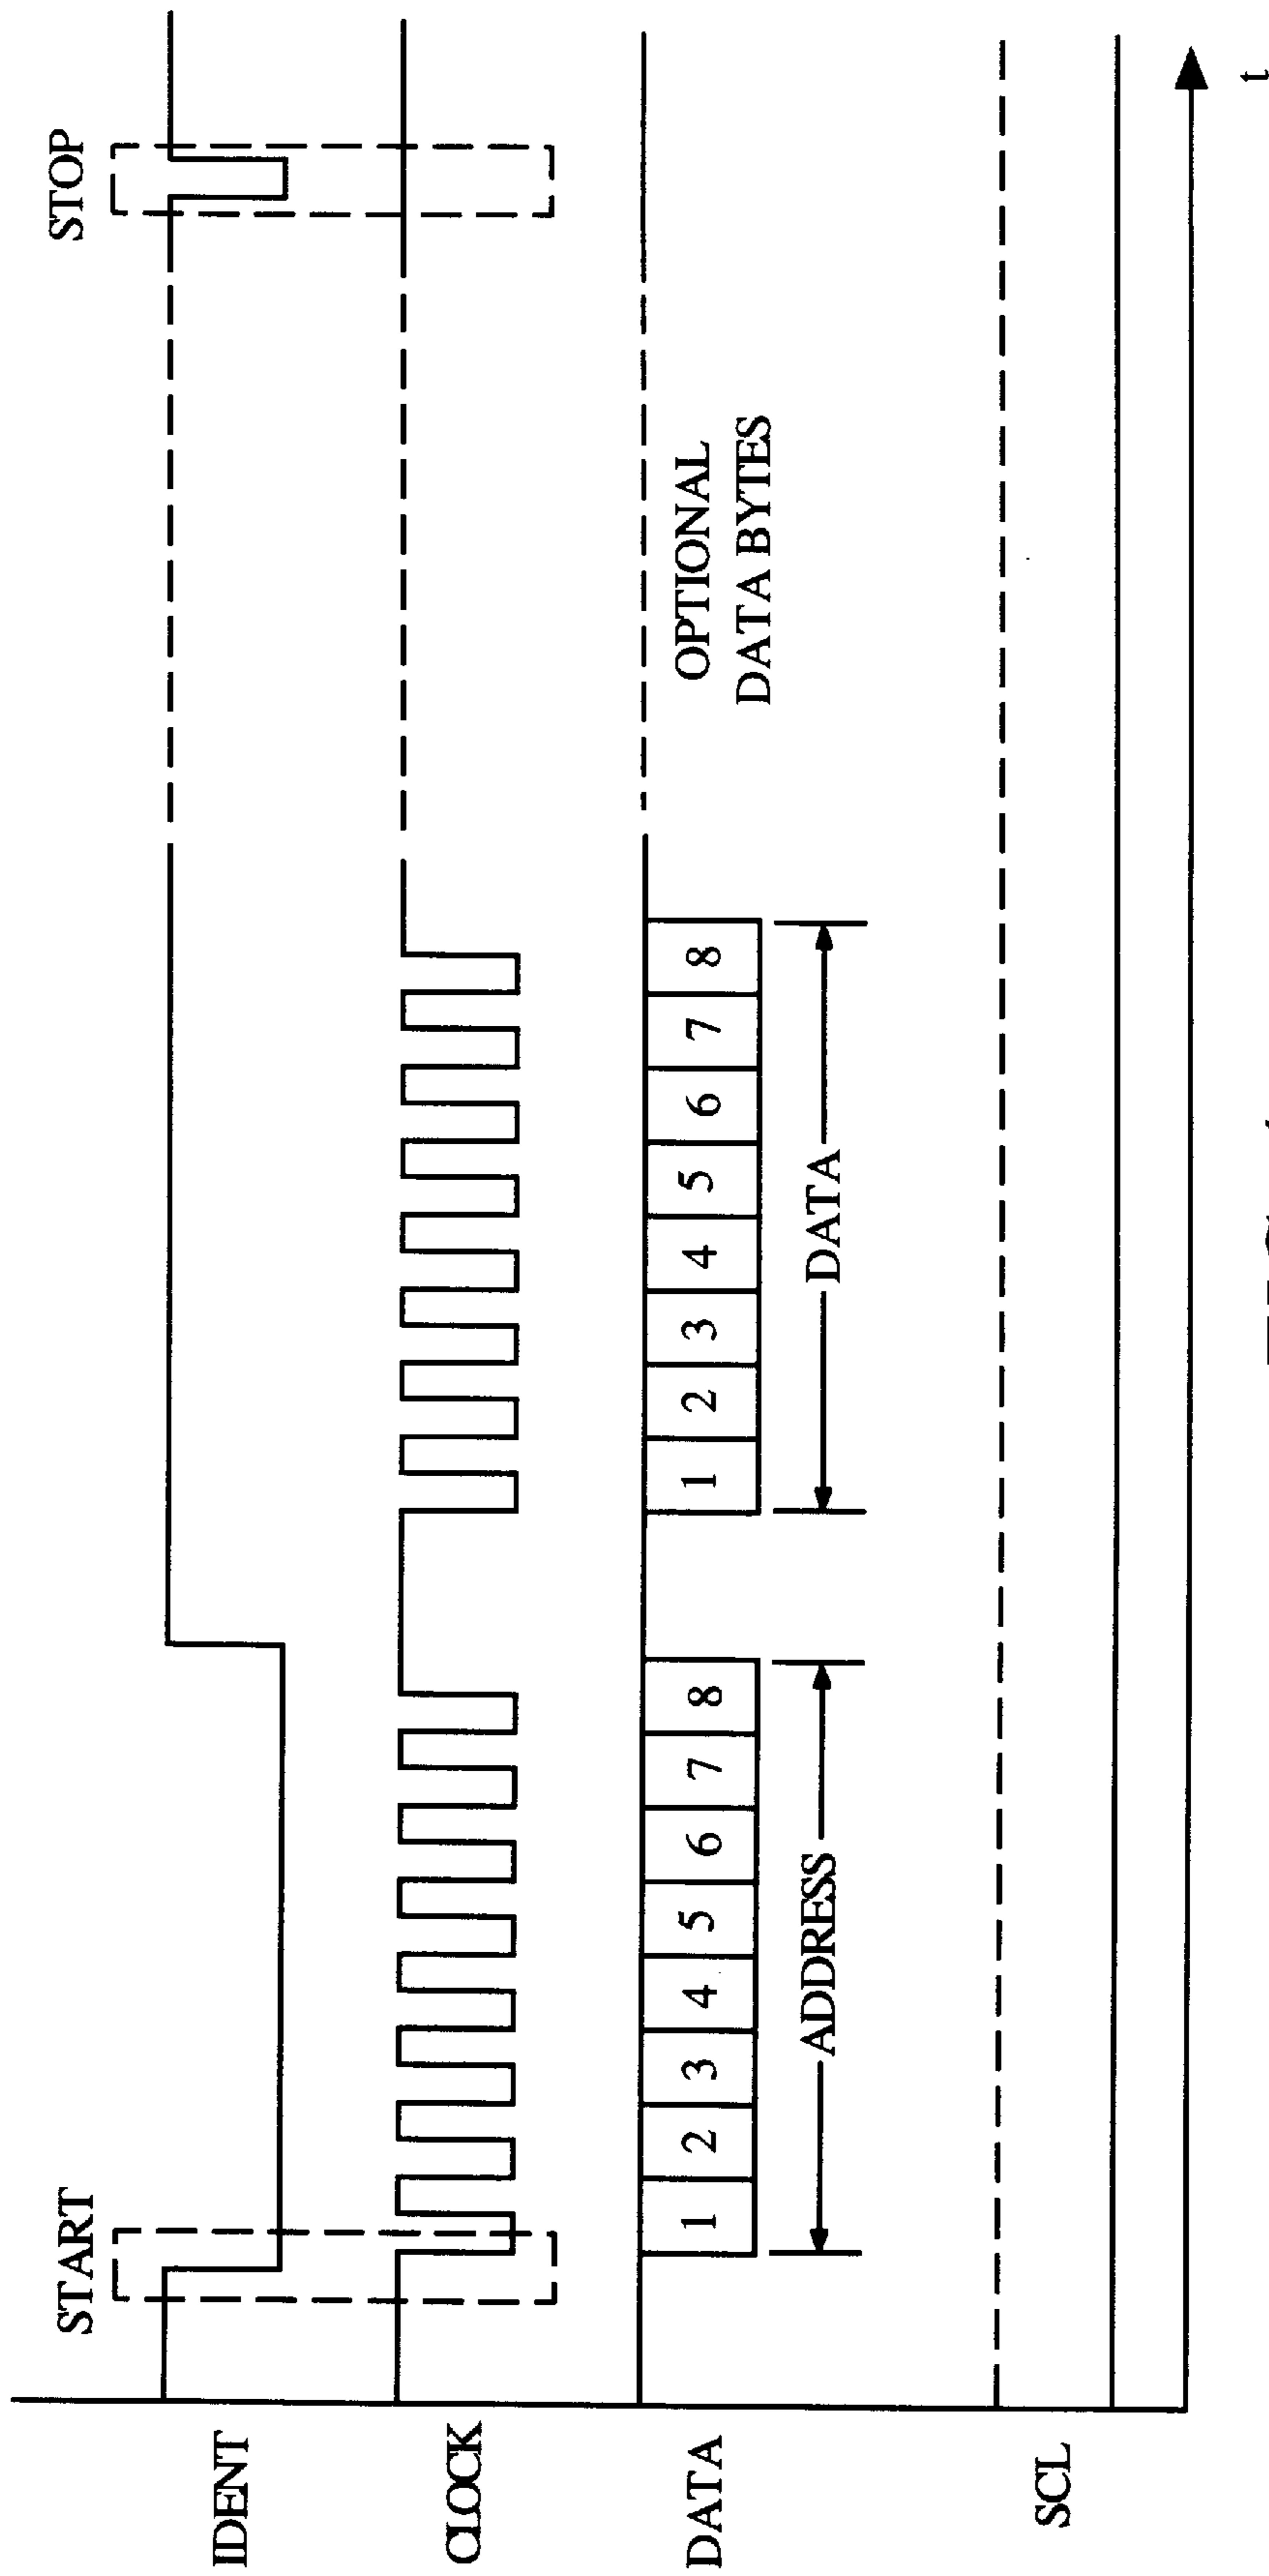 START
STOP
IDENT
CLOCK
DATA
1 2 3 4 5 6 7 8
1 2 3 4 5 6 7 8
ADDRESS
DATA
OPTIONAL
DATA BYTES
SCL
t